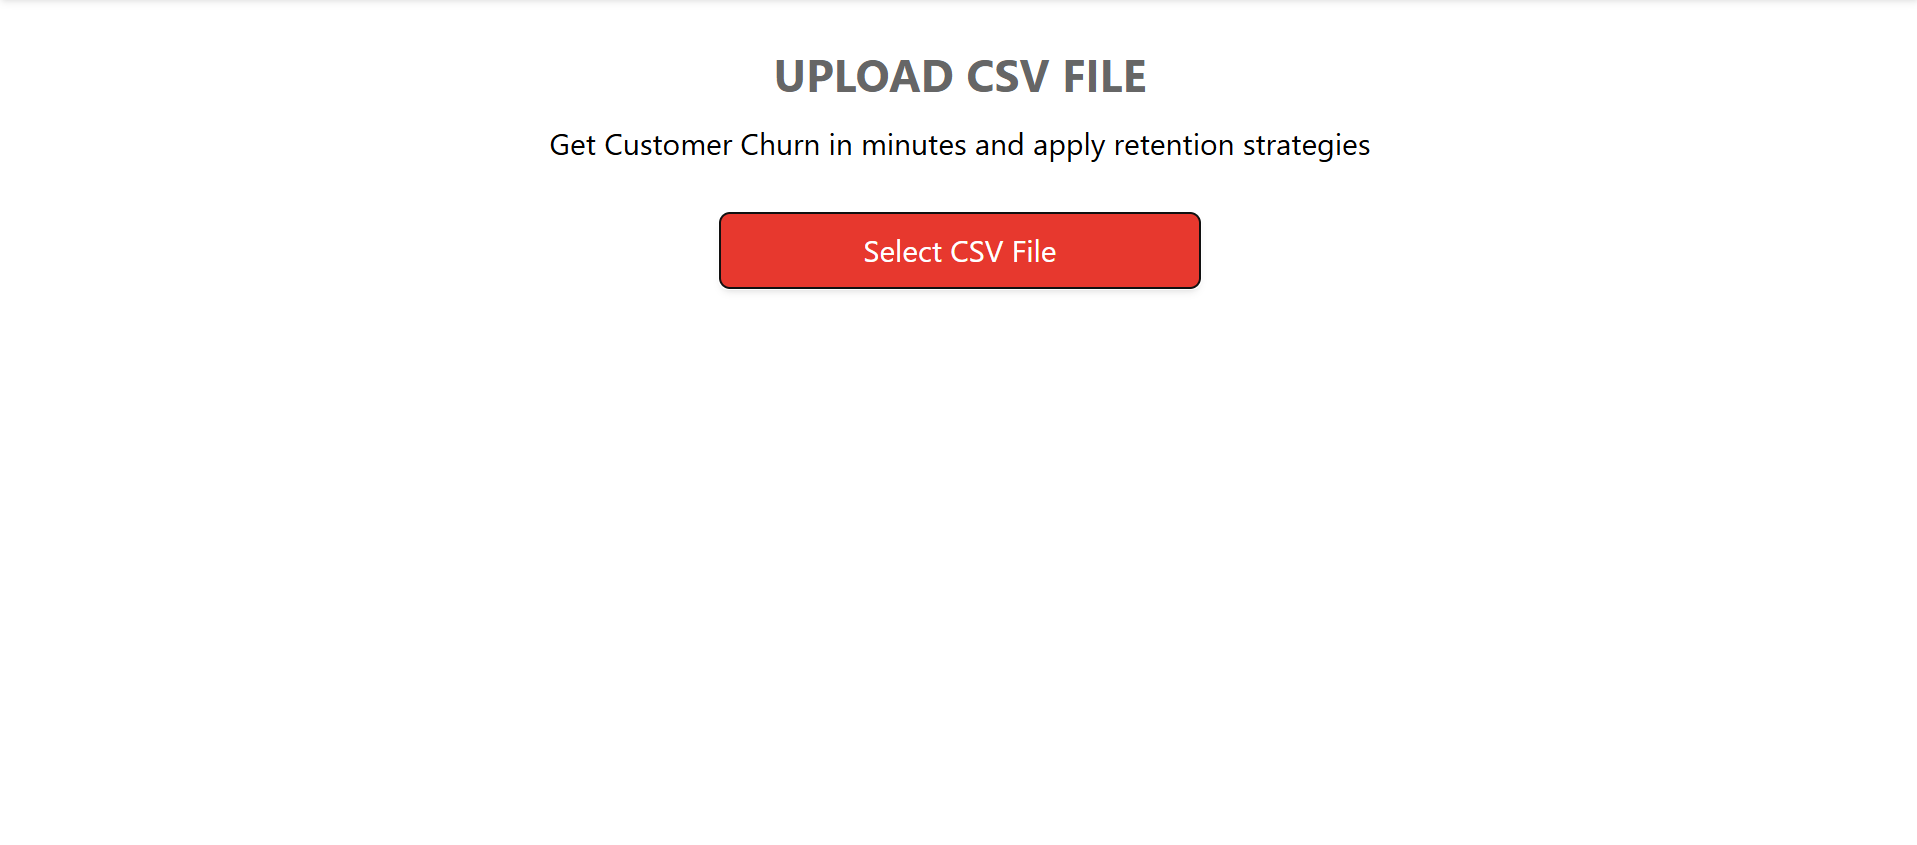 UPLOAD CSV FILE
Get Customer Churn in minutes and apply retention strategies
Select CSV File